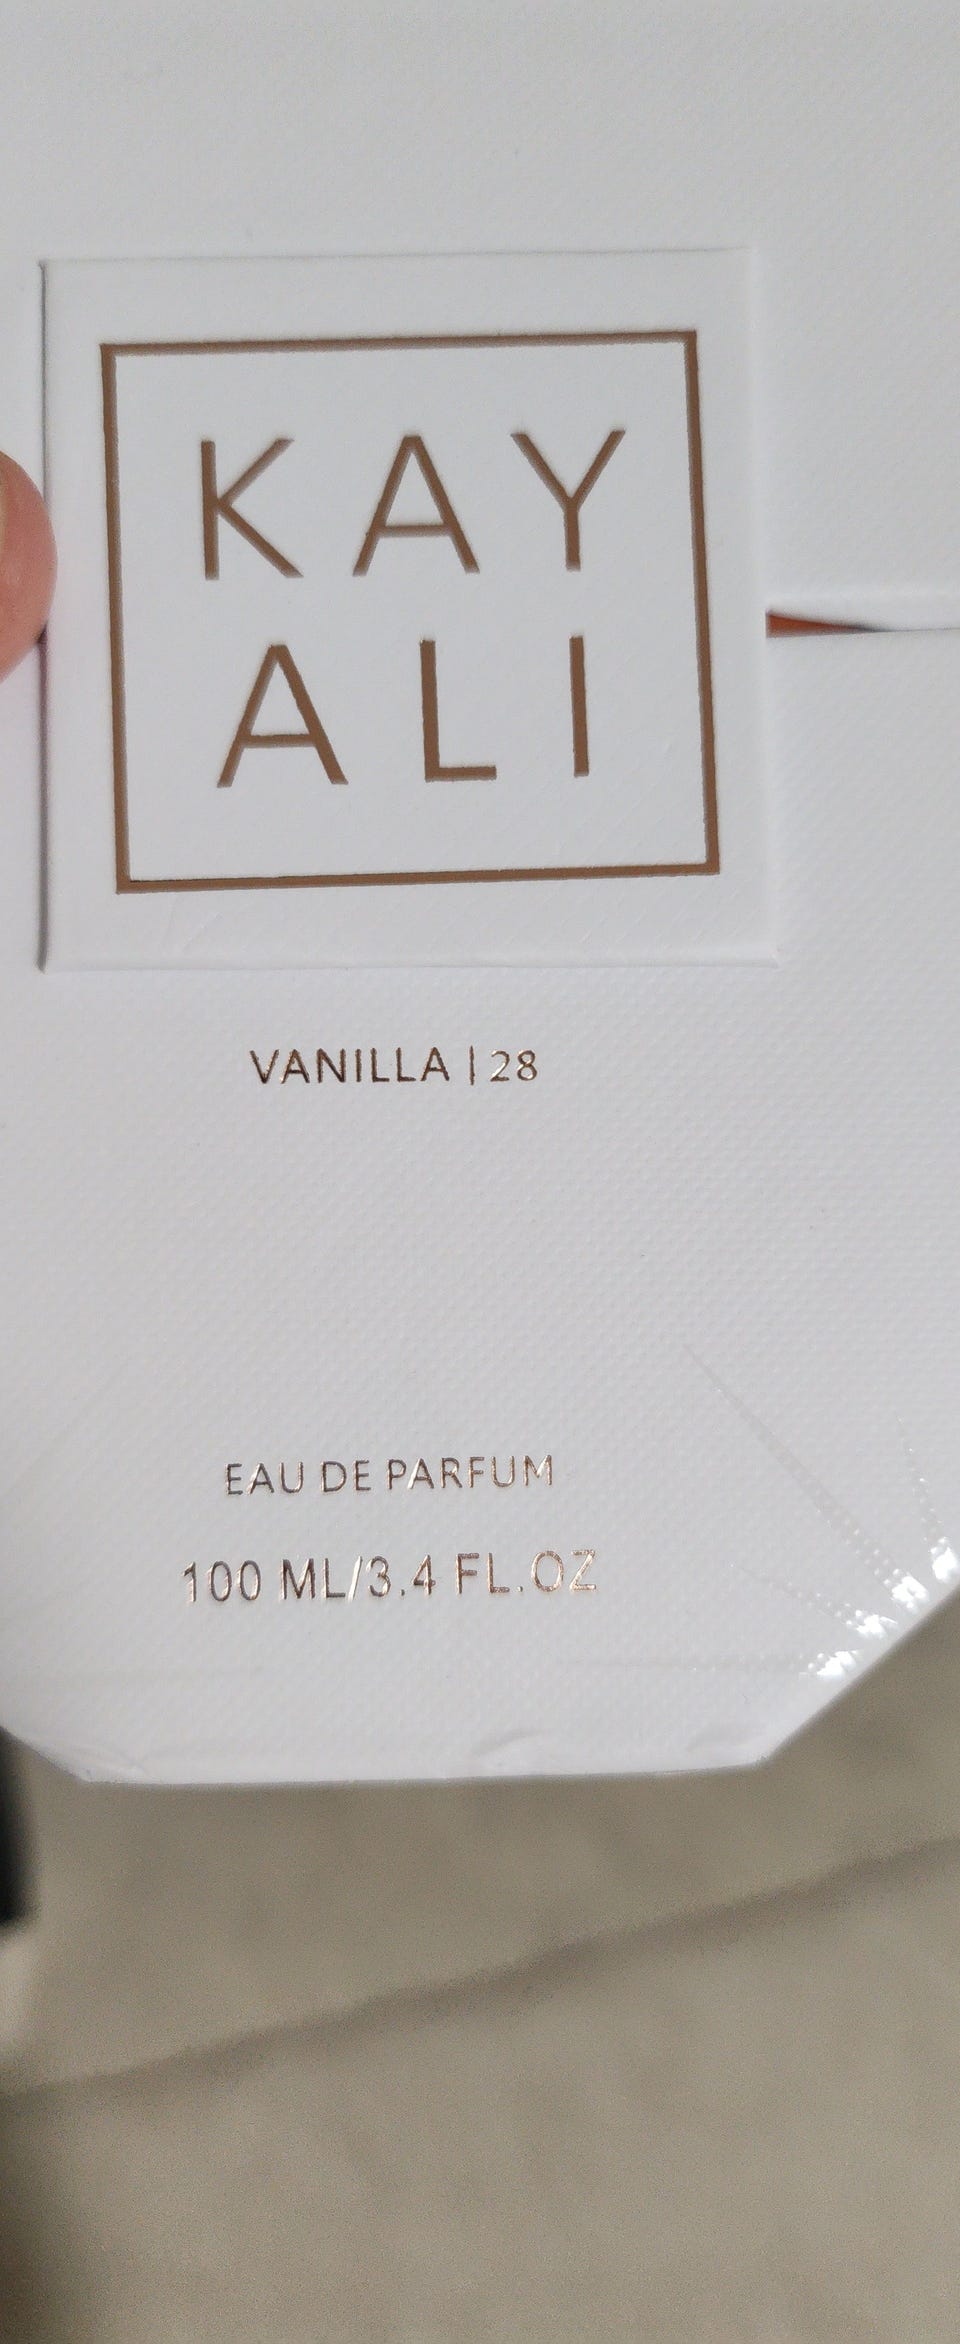 KAY
ALI
VANILLA | 28
EAU DE PARFUM
100 ML/3.4 FL.OZ